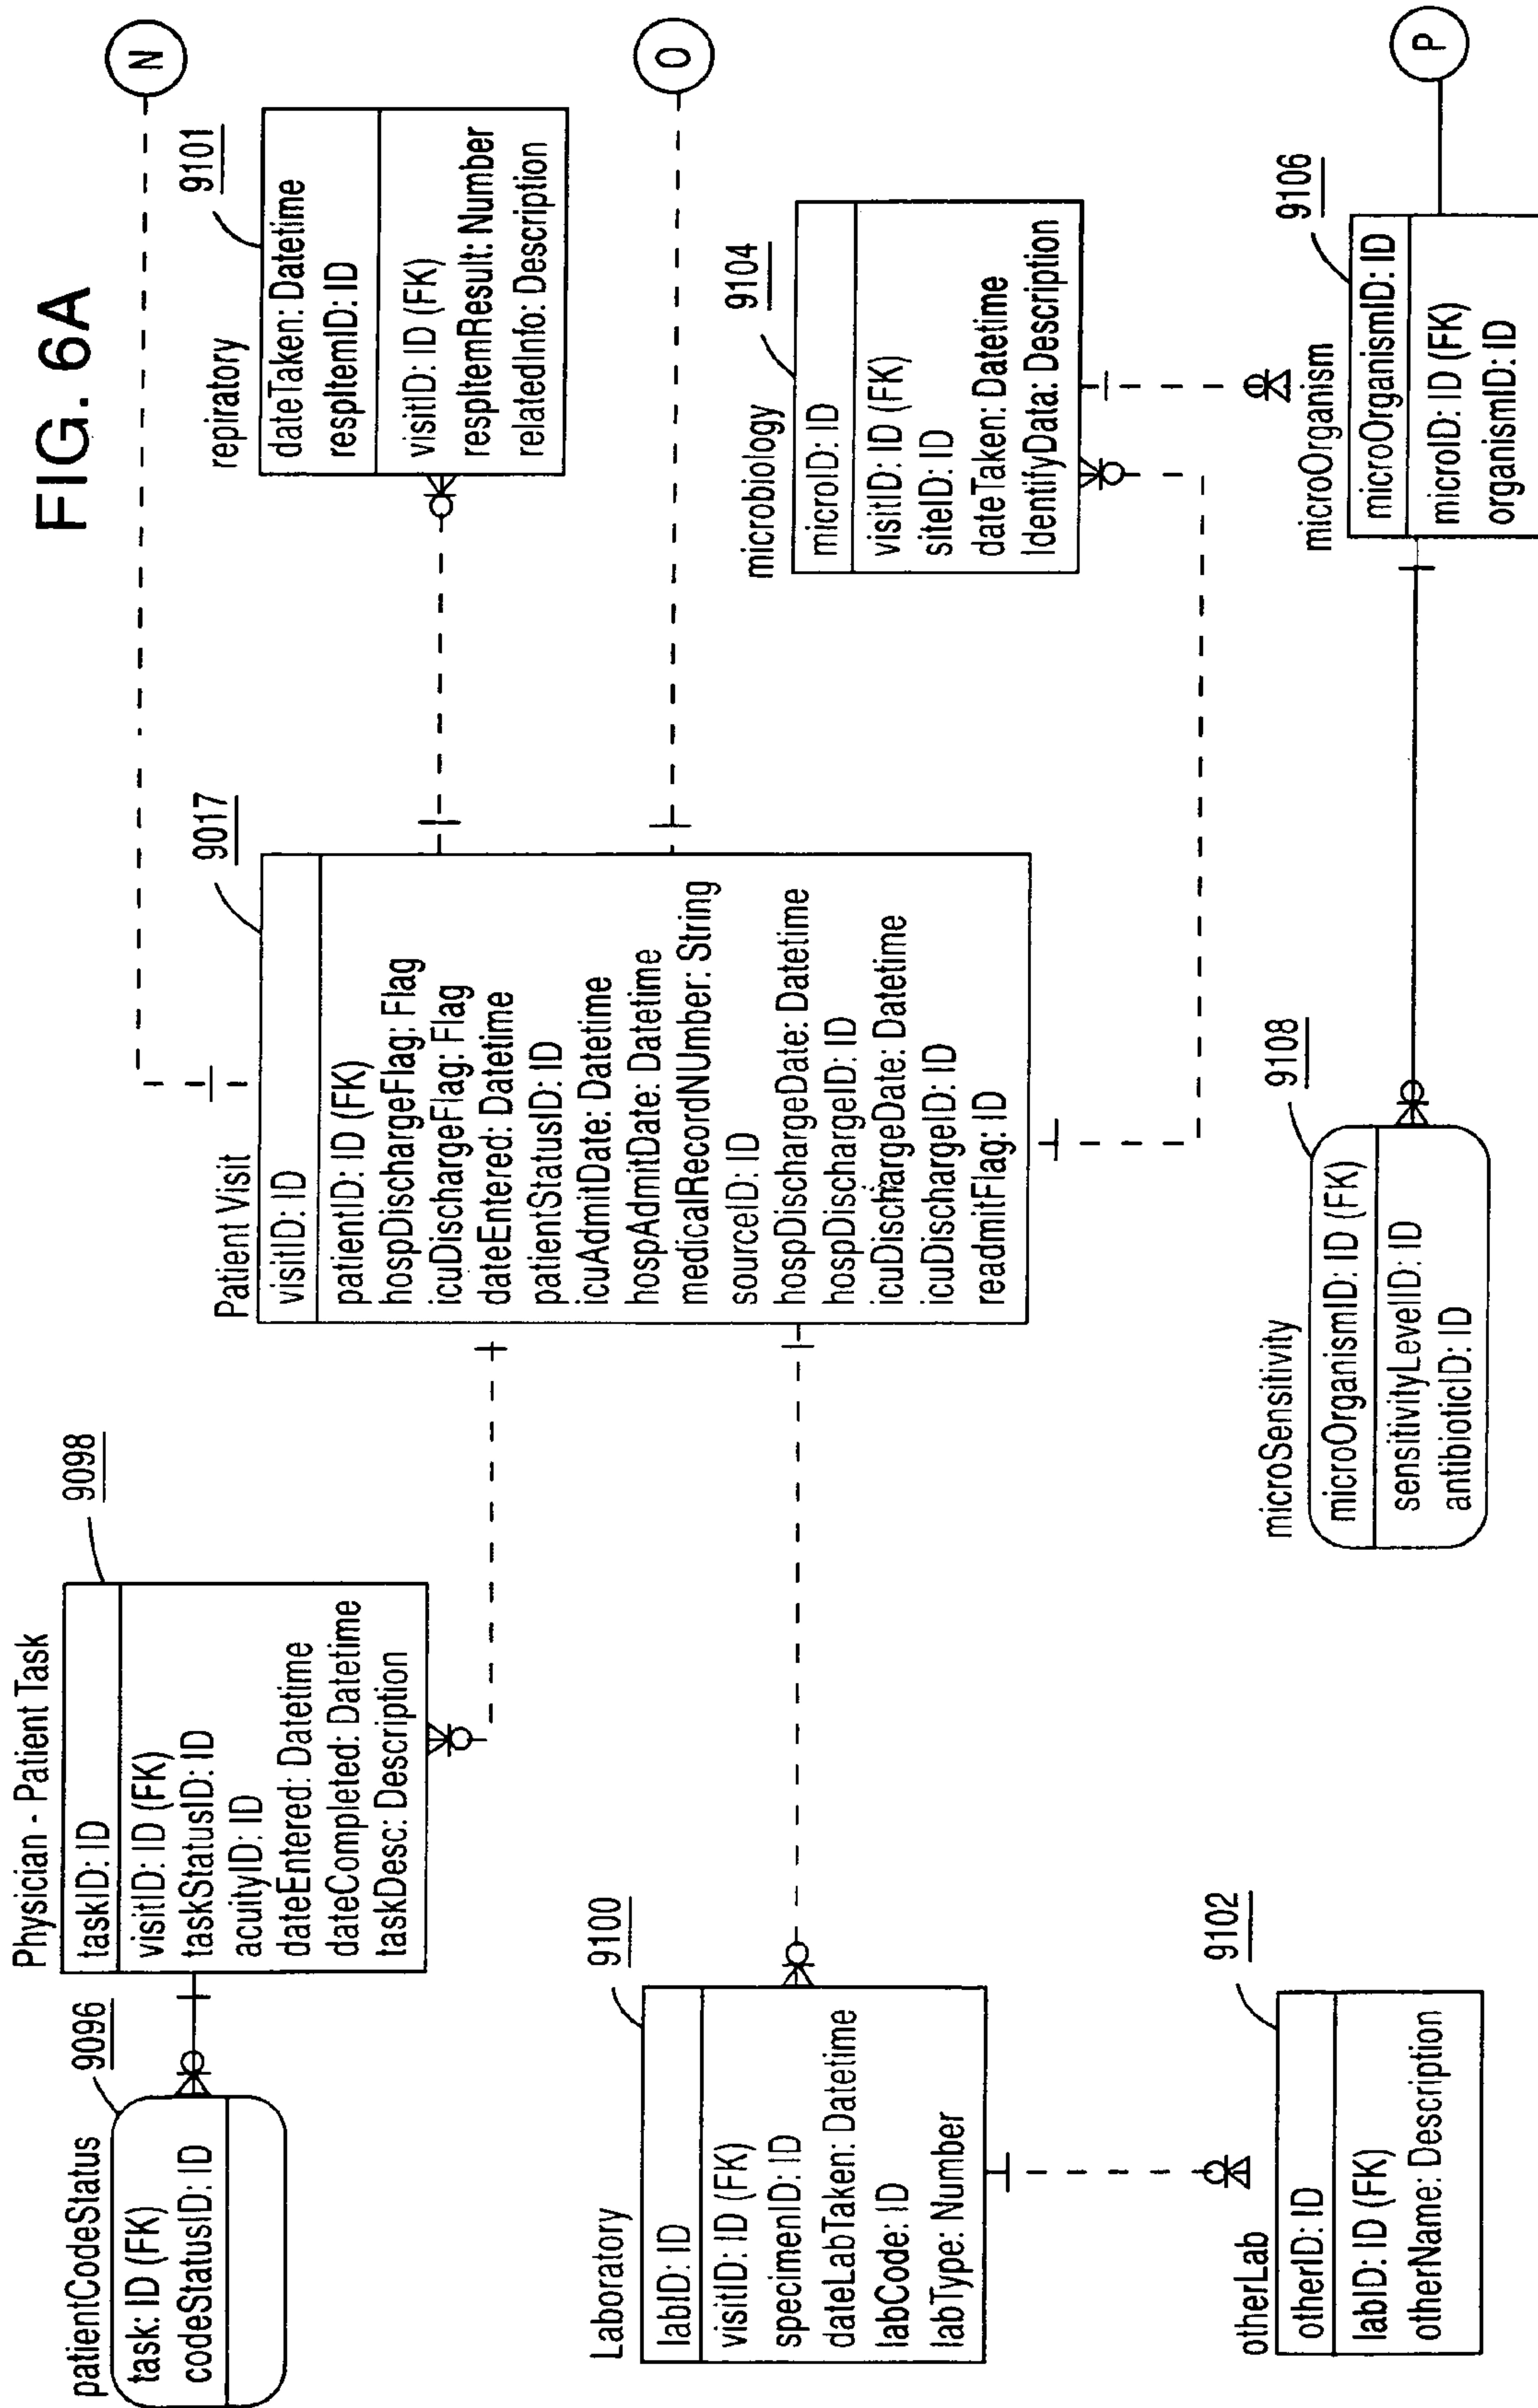 FIG. 6A
N
repiratory
9101
dateTaken: Datetime
respItemID: ID
visitID: ID (FK)
respItemResult: Number
relatedInfo: Description
O
Patient Visit
9017
visitID: ID
patientID: ID (FK)
hospDischargeFlag: Flag
icuDischargeFlag: Flag
dateEntered: Datetime
patientStatusID: ID
icuAdmitDate: Datetime
hospAdmitDate: Datetime
medicalRecordNUmber: String
sourceID: ID
hospDischargeDate: Datetime
hospDischargeID: ID
icuDischargeDate: Datetime
icuDischargeID: ID
readmitFlag: ID
Physician - Patient Task
9098
taskID: ID
visitID: ID (FK)
taskStatusID: ID
acuityID: ID
dateEntered: Datetime
dateCompleted: Datetime
taskDesc: Description
patientCodeStatus
9096
task: ID (FK)
codeStatusID: ID
Laboratory
9100
labID: ID
visitID: ID (FK)
specimenID: ID
dateLabTaken: Datetime
labCode: ID
labType: Number
otherLab
9102
otherID: ID
labID: ID (FK)
otherName: Description
microbiology
9104
microID: ID
visitID: ID (FK)
siteID: ID
dateTaken: Datetime
IdentifyData: Description
microSensitivity
9108
microOrganismID: ID (FK)
sensitivityLevelID: ID
antibioticID: ID
microOrganism
9106
microOrganismID: ID
microID: ID (FK)
organismID: ID
P